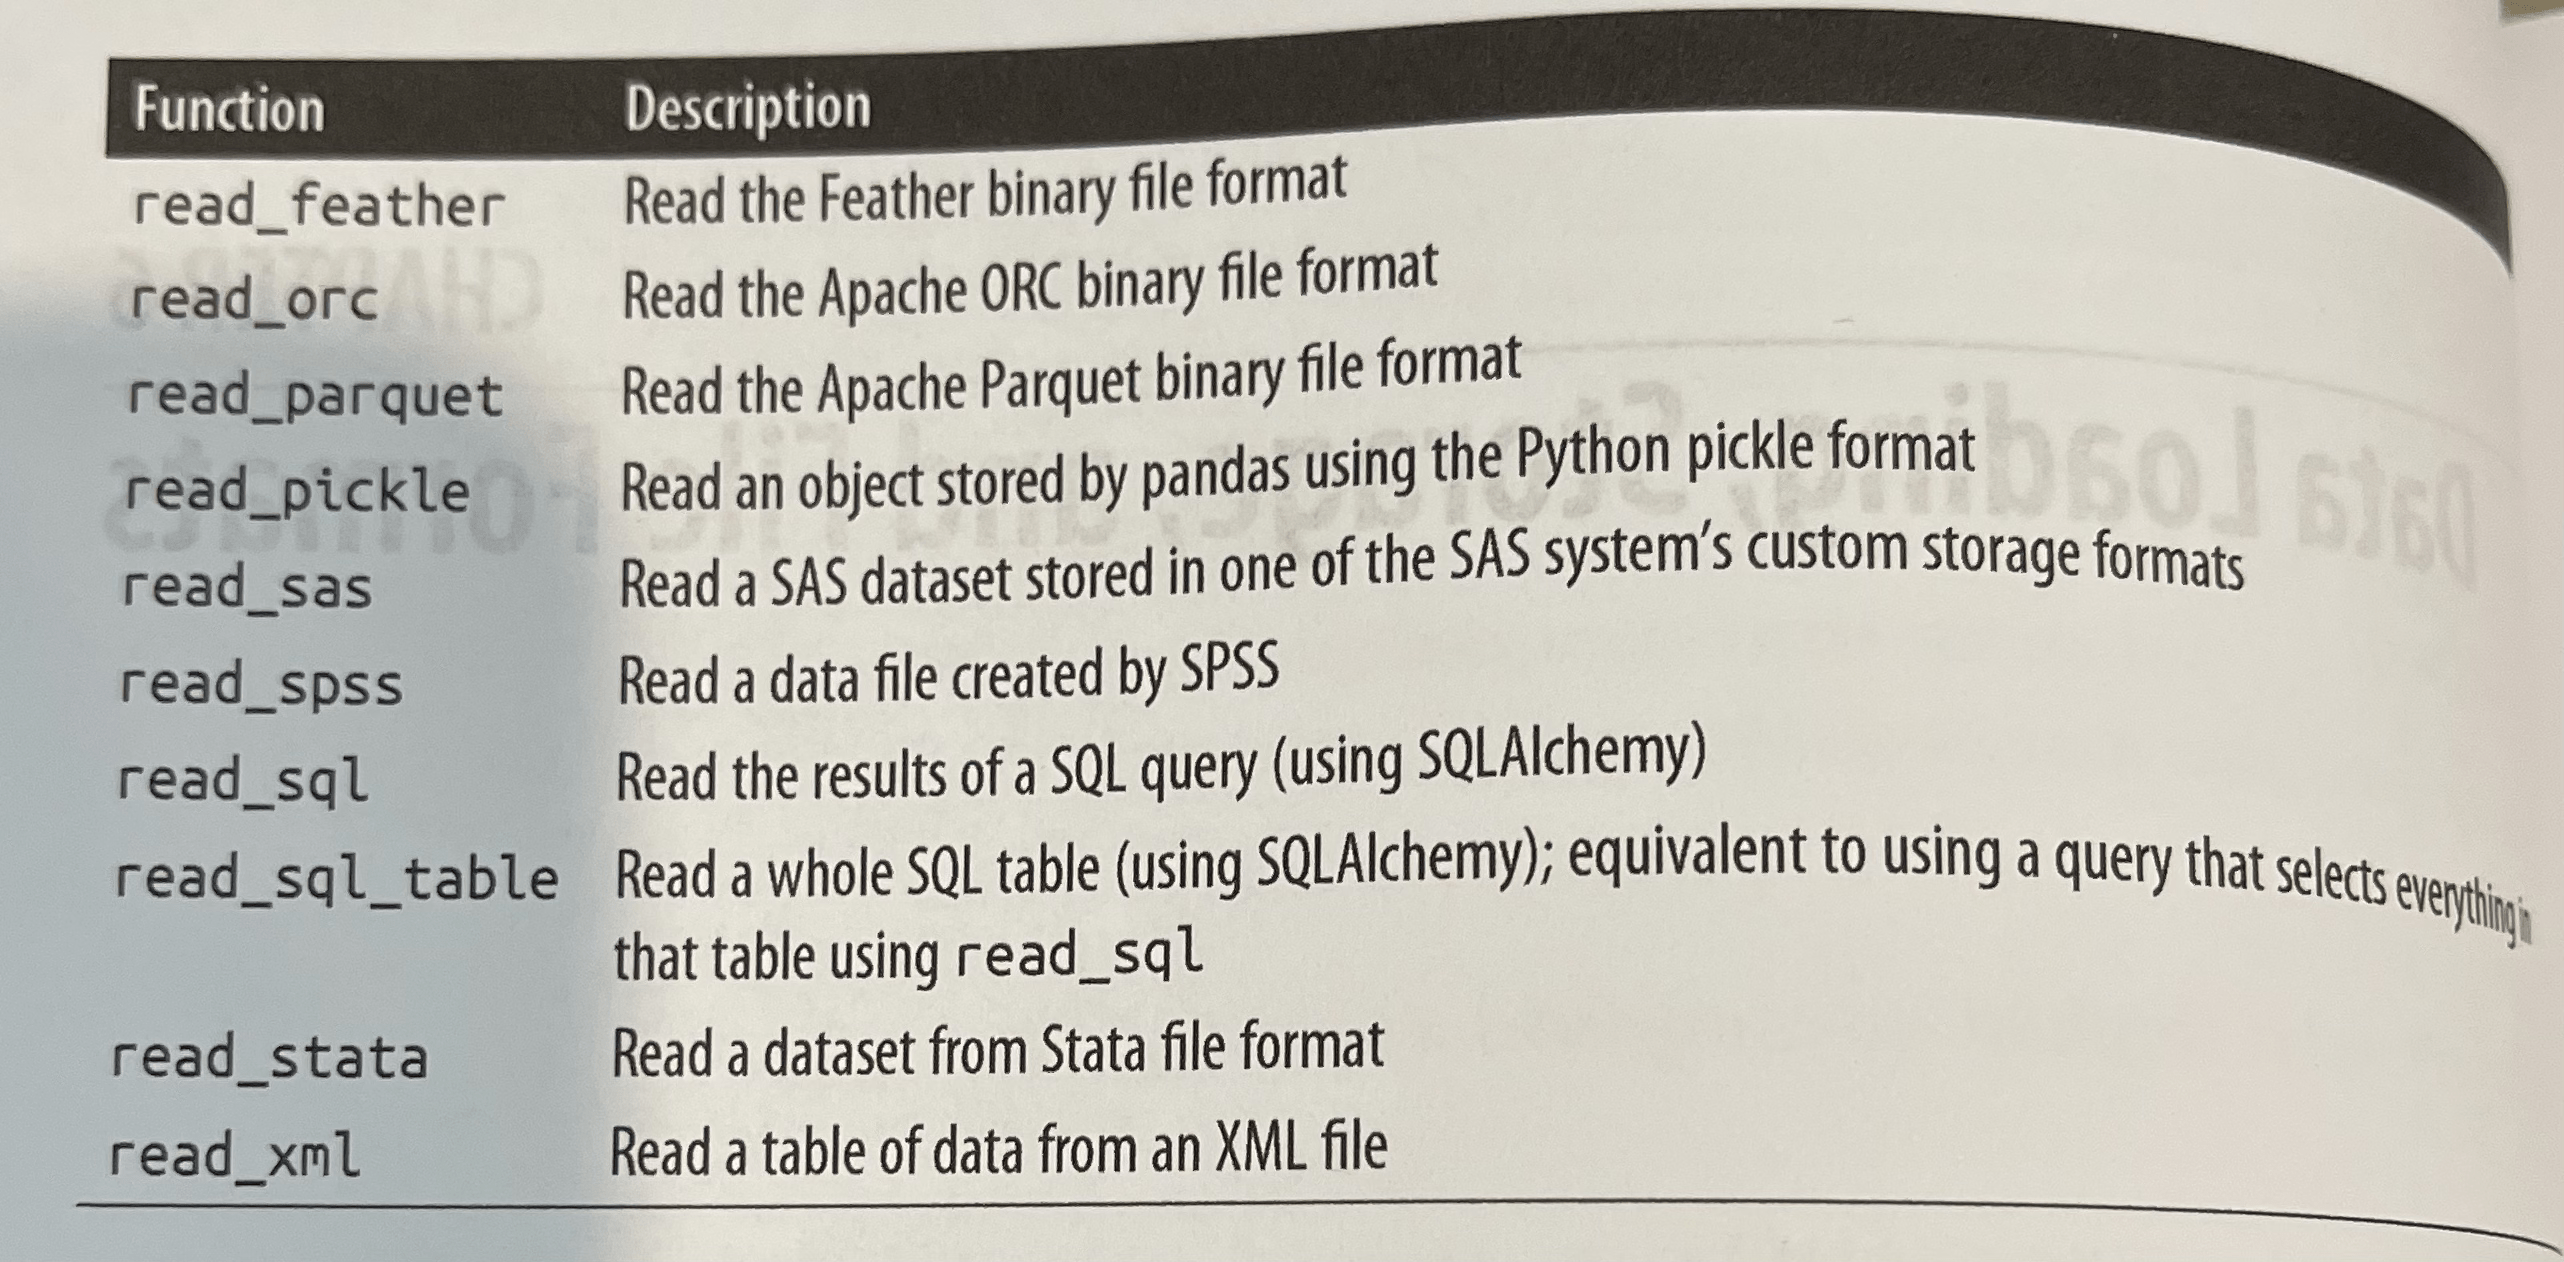 Function Description
read_feather Read the Feather binary file format
read_orc Read the Apache ORC binary file format
read_parquet Read the Apache Parquet binary file format
read_pickle Read an object stored by pandas using the Python pickle format
read_sas Read a SAS dataset stored in one of the SAS system’s custom storage formats
read_spss Read a data file created by SPSS
read_sql Read the results of a SQL query (using SQLAlchemy)
read_sql_table Read a whole SQL table (using SQLAlchemy); equivalent to using a query that selects everything in
that table using read_sql
read_stata Read a dataset from Stata file format
read_xml Read a table of data from an XML file